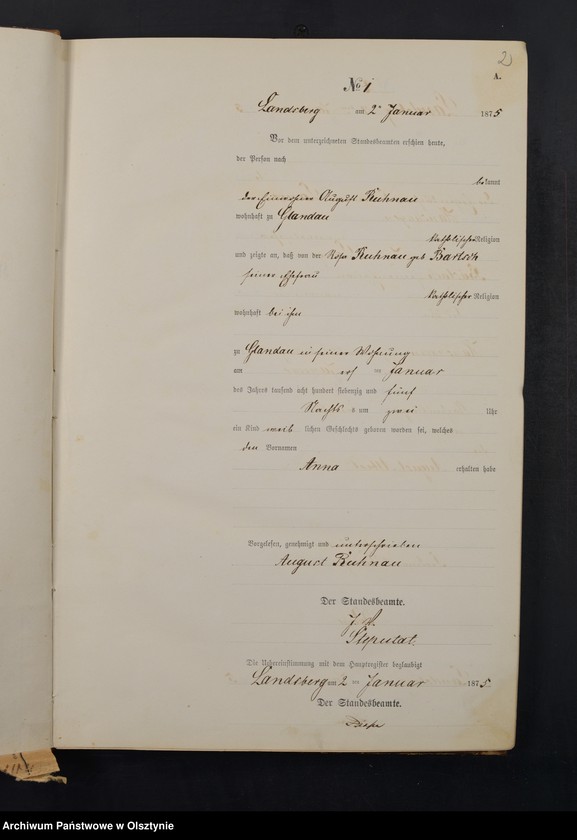 2
A.
No 1
Landsberg am 2 Januar 1875
Vor dem unterzeichneten Standesbeamten erschien heute,
der Person nach
bekannt
der Einwohner August Kuhnau
wohnhaft zu Glandau
katholischer Religion
und zeigte an, daß von der Rosa Kuhnau geb Bartsch
seiner Ehefrau
katholischer Religion
wohnhaft bei ihm
zu Glandau in seiner Wohnung
am ten Januar
des Jahres tausend acht hundert siebenzig und fünf
Nachts um zwei Uhr
ein Kind weib lichen Geschlechts geboren worden sei, welches
den Vornamen
Anna erhalten habe
Vorgelesen, genehmigt und unterschrieben
August Kuhnau
Der Standesbeamte.
Die Uebereinstimmung mit dem Hauptregister beglaubigt
Landsberg am 2 ten Januar 1875
Der Standesbeamte.
Archiwum Państwowe w Olsztynie